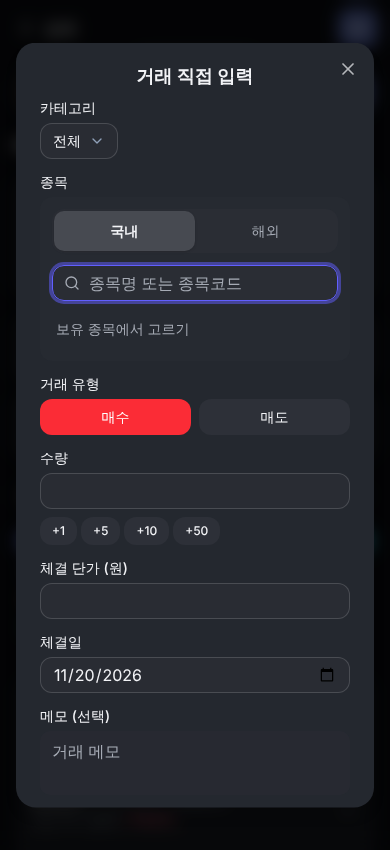 거래 직접 입력
카테고리
전체
종목
국내 해외
종목명 또는 종목코드
보유 종목에서 고르기
거래 유형
매수 매도
수량
+1 +5 +10 +50
체결 단가 (원)
체결일
11/20/2026
메모 (선택)
거래 메모